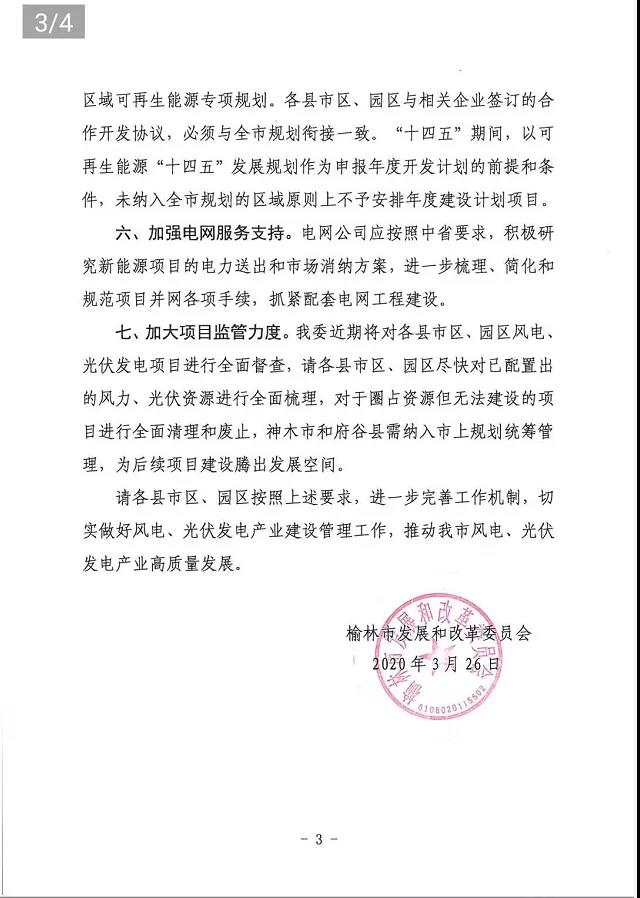 3/4
区域可再生能源专项规划。各县市区、园区与相关企业签订的合
作开发协议，必须与全市规划衔接一致。“十四五”期间，以可
再生能源“十四五”发展规划作为申报年度开发计划的前提和条
件，未纳入全市规划的区域原则上不予安排年度建设计划项目。
六、加强电网服务支持。电网公司应按照中省要求，积极研
究新能源项目的电力送出和市场消纳方案，进一步梳理、简化和
规范项目并网各项手续，抓紧配套电网工程建设。
七、加大项目监管力度。我委近期将对各县市区、园区风电、
光伏发电项目进行全面督查，请各县市区、园区尽快对已配置出
的风力、光伏资源进行全面梳理，对于圈占资源但无法建设的项
目进行全面清理和废止，神木市和府谷县需纳入市上规划统筹管
理，为后续项目建设腾出发展空间。
请各县市区、园区按照上述要求，进一步完善工作机制，切
实做好风电、光伏发电产业建设管理工作，推动我市风电、光伏
发电产业高质量发展。
榆林市发展和改革委员会
2020年3月26日
榆林市发展和改革委员会
0108020115502
- 3 -